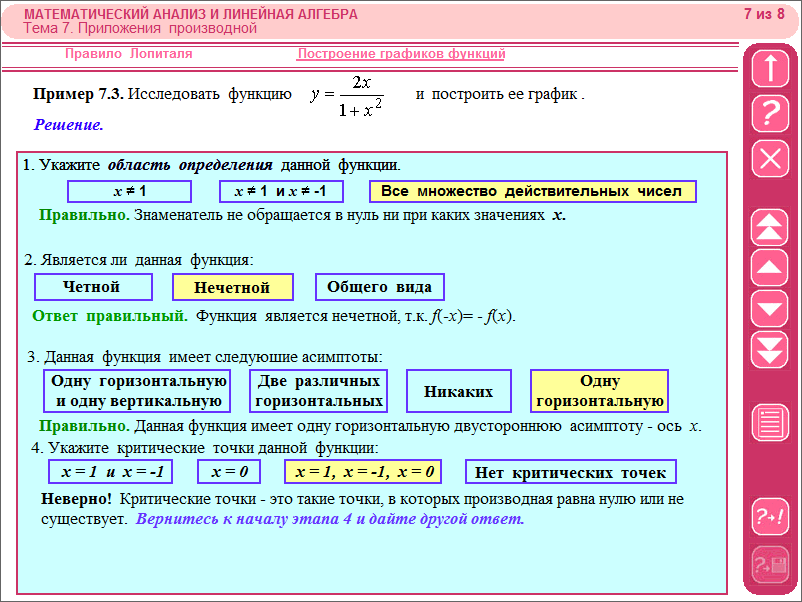 МАТЕМАТИЧЕСКИЙ АНАЛИЗ И ЛИНЕЙНАЯ АЛГЕБРА 7 из 8
Тема 7. Приложения производной
Правило Лопиталя Построение графиков функций
Пример 7.3. Исследовать функцию y = 2x / (1 + x²) и построить ее график .
Решение.
1. Укажите область определения данной функции.
x ≠ 1 x ≠ 1 и x ≠ -1 Все множество действительных чисел
Правильно. Знаменатель не обращается в нуль ни при каких значениях x.
2. Является ли данная функция:
Четной Нечетной Общего вида
Ответ правильный. Функция является нечетной, т.к. f(-x)= - f(x).
3. Данная функция имеет следуюшие асимптоты:
Одну горизонтальную и одну вертикальную Две различных горизонтальных Никаких Одну горизонтальную
Правильно. Данная функция имеет одну горизонтальную двустороннюю асимптоту - ось x.
4. Укажите критические точки данной функции:
x = 1 и x = -1 x = 0 x = 1, x = -1, x = 0 Нет критических точек
Неверно! Критические точки - это такие точки, в которых производная равна нулю или не
существует. Вернитесь к началу этапа 4 и дайте другой ответ.
?
?→!
?→